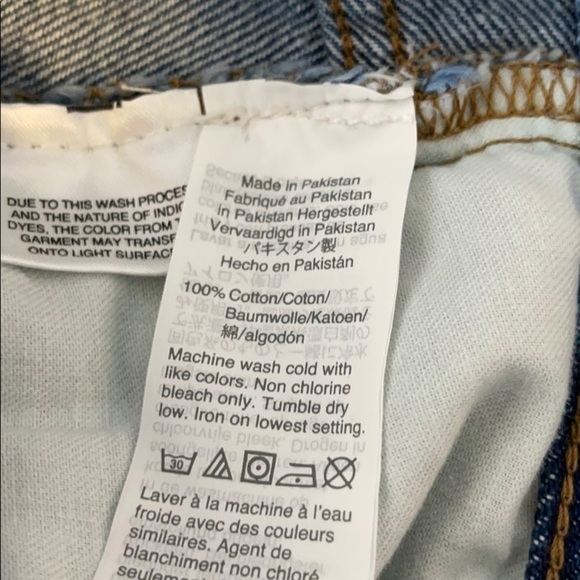 DUE TO THIS WASH
AND THE NATURE OF
DYES, THE COLOR FROM
GARMENT MAY
ONTO LIGHT
Made in Pakistan
Fabriqué au Pakistan
in Pakistan Hergestellt
Vervaardigd in Pakistan
パキスタン製
Hecho en Pakistán
100% Cotton/Coton/
Baumwolle/Katoen/
綿/algodón
Machine wash cold with
like colors. Non chlorine
bleach only. Tumble dry
low. Iron on lowest setting.
30
Laver à la machine à l'eau
froide avec des couleurs
similaires. Agent de
blanchiment non chloré
seulement